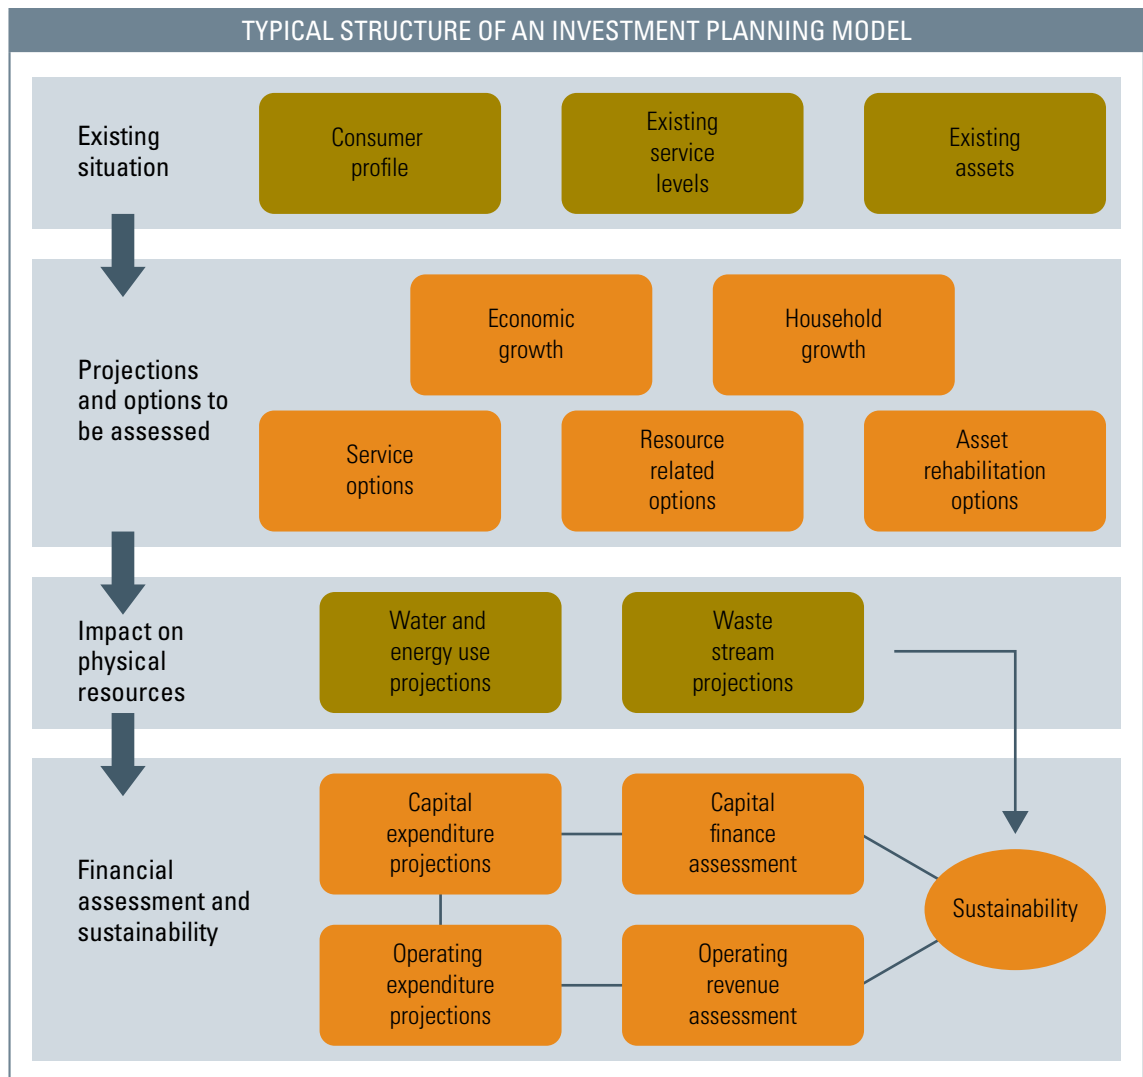 TYPICAL STRUCTURE OF AN INVESTMENT PLANNING MODEL
Existing
situation
Consumer
profile
Existing
service
levels
Existing
assets
Projections
and options to
be assessed
Economic
growth
Household
growth
Service
options
Resource
related
options
Asset
rehabilitation
options
Impact on
physical
resources
Water and
energy use
projections
Waste
stream
projections
Financial
assessment and
sustainability
Capital
expenditure
projections
Capital
finance
assessment
Operating
expenditure
projections
Operating
revenue
assessment
Sustainability